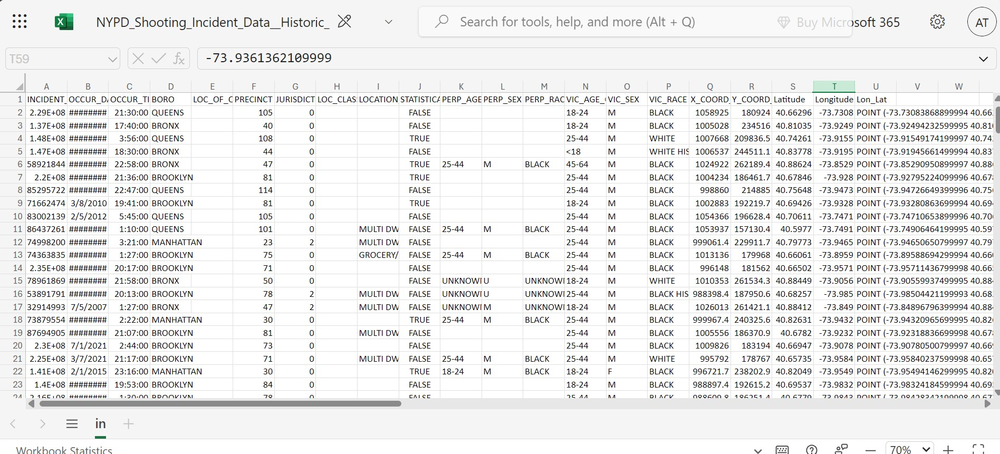 NYPD_Shooting_Incident_Data__Historic_ Search for tools, help, and more (Alt + Q) Buy Microsoft 365 AT
T59 fx -73.9361362109999
A B C D E F G H I J K L M N O P Q R S T U V W
1 INCIDENT_ OCCUR_DA OCCUR_TI BORO LOC_OF_C PRECINCT JURISDICT LOC_CLAS LOCATION STATISTICA PERP_AGE PERP_SEX PERP_RAC VIC_AGE_ VIC_SEX VIC_RACE X_COORD_ Y_COORD_ Latitude Longitude Lon_Lat
2 2.29E+08 ######## 21:30:00 QUEENS 105 0 FALSE 18-24 M BLACK 1058925 180924 40.66296 -73.7308 POINT (-73.73083868899994 40.66
3 1.37E+08 ######## 17:40:00 BRONX 40 0 FALSE 18-24 M BLACK 1005028 234516 40.81035 -73.9249 POINT (-73.92494232599995 40.81
4 1.48E+08 ######## 3:56:00 QUEENS 108 0 TRUE 25-44 M WHITE 1007668 209836.5 40.74261 -73.9155 POINT (-73.91549174199997 40.74
5 1.47E+08 ######## 18:30:00 BRONX 44 0 FALSE <18 M WHITE HIS 1006537 244511.1 40.83778 -73.9195 POINT (-73.91945661499994 40.83
6 58921844 ######## 22:58:00 BRONX 47 0 TRUE 25-44 M BLACK 45-64 M BLACK 1024922 262189.4 40.88624 -73.8529 POINT (-73.85290950899997 40.88
7 2.2E+08 ######## 21:36:00 BROOKLYN 81 0 TRUE 25-44 M BLACK 1004234 186461.7 40.67846 -73.928 POINT (-73.92795224099996 40.67
8 85295722 ######## 22:47:00 QUEENS 114 0 FALSE 25-44 M BLACK 998860 214885 40.75648 -73.9473 POINT (-73.94726649399996 40.75
9 71662474 3/8/2010 19:41:00 BROOKLYN 81 0 TRUE 18-24 M BLACK 1002883 192219.7 40.69426 -73.9328 POINT (-73.93280863699994 40.69
10 83002139 2/5/2012 5:45:00 QUEENS 105 0 FALSE 25-44 M BLACK 1054366 196628.4 40.70611 -73.7471 POINT (-73.74710653899996 40.70
11 86437261 ######## 1:10:00 QUEENS 101 0 MULTI DW FALSE 25-44 M BLACK 25-44 M BLACK 1053937 157130.4 40.5977 -73.7491 POINT (-73.74906464199995 40.59
12 74998200 ######## 3:21:00 MANHATTAN 23 2 MULTI DW FALSE 25-44 M BLACK 999061.4 229911.7 40.79773 -73.9465 POINT (-73.94650650799997 40.79
13 74363835 ######## 1:27:00 BROOKLYN 75 0 GROCERY/ FALSE 25-44 M BLACK 25-44 M BLACK 1013136 179968 40.66061 -73.8959 POINT (-73.89588694299994 40.66
14 2.35E+08 ######## 20:17:00 BROOKLYN 71 0 FALSE 25-44 M BLACK 996148 181562 40.66502 -73.9571 POINT (-73.95711436799998 40.66
15 78961869 ######## 21:58:00 BRONX 50 0 FALSE UNKNOWN U UNKNOWN 18-24 M WHITE 1010353 261534.3 40.88449 -73.9056 POINT (-73.90559937499995 40.88
16 53891791 ######## 20:13:00 BROOKLYN 78 2 MULTI DW FALSE UNKNOWN U UNKNOWN 25-44 M BLACK HIS 988398.4 187950.6 40.68257 -73.985 POINT (-73.98504421199993 40.68
17 32914993 7/5/2007 1:27:00 BRONX 47 2 MULTI DW FALSE UNKNOWN M UNKNOWN 18-24 M BLACK 1026013 261421.1 40.88412 -73.849 POINT (-73.84896796399994 40.88
18 73879554 ######## 2:22:00 MANHATTAN 30 0 TRUE 25-44 M BLACK 25-44 M BLACK 999967.4 240325.6 40.82631 -73.9432 POINT (-73.94320965699995 40.82
19 87694905 ######## 21:07:00 BROOKLYN 81 0 MULTI DW FALSE 25-44 M BLACK 1005556 186370.9 40.6782 -73.9232 POINT (-73.92318836699998 40.67
20 2.3E+08 7/1/2021 2:44:00 BROOKLYN 73 0 FALSE 25-44 M BLACK 1009826 183194 40.66947 -73.9078 POINT (-73.90780500799997 40.66
21 2.25E+08 3/7/2021 21:17:00 BROOKLYN 71 0 MULTI DW FALSE 25-44 M BLACK 25-44 M WHITE 995792 178767 40.65735 -73.9584 POINT (-73.95840237599998 40.65
22 1.41E+08 2/1/2015 23:16:00 MANHATTAN 30 0 TRUE 18-24 M BLACK 18-24 F BLACK 996721.7 238202.9 40.82049 -73.9549 POINT (-73.95494146299995 40.82
23 1.4E+08 ######## 19:53:00 BROOKLYN 84 0 FALSE 18-24 M BLACK 988897.4 192615.2 40.69537 -73.9832 POINT (-73.98324184599994 40.69
24 2.16E+08 ######## 1:30:00 BROOKLYN 78 0 FALSE 25-44 M BLACK 988609.8 186251.4 40.6779 -73.9843 POINT (-73.98428342199998 40.67
in
Workbook Statistics 70%